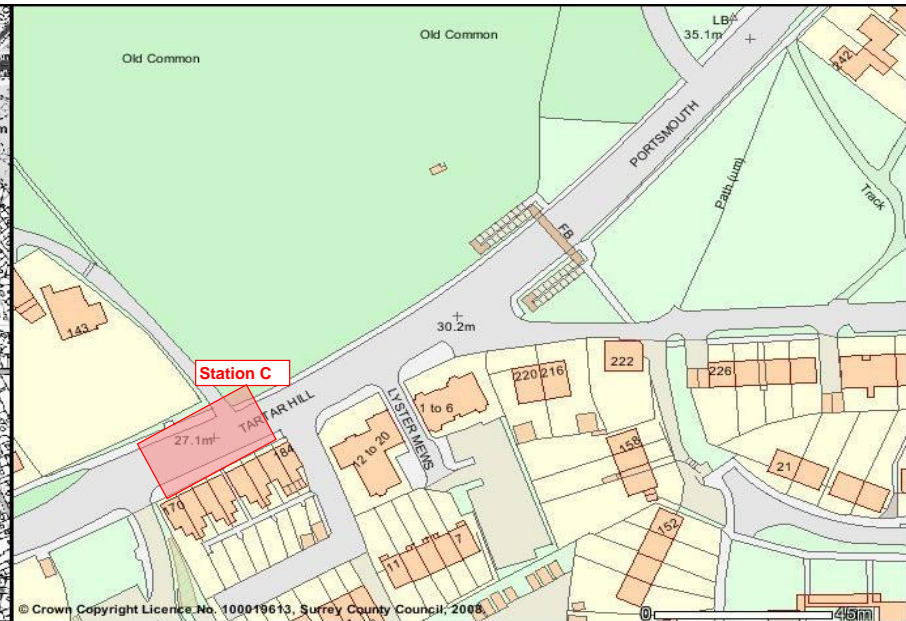 LB
35.1m
Old Common
Old Common
242
PORTSMOUTH
Path (um)
Track
FB
143
30.2m
Station C
220 216
222
226
TARTAR HILL
LYSTER MEWS
1 to 6
27.1m
184
12 to 20
158
21
170
152
11
7
© Crown Copyright Licence No. 100019613, Surrey County Council, 2008.
0
45m